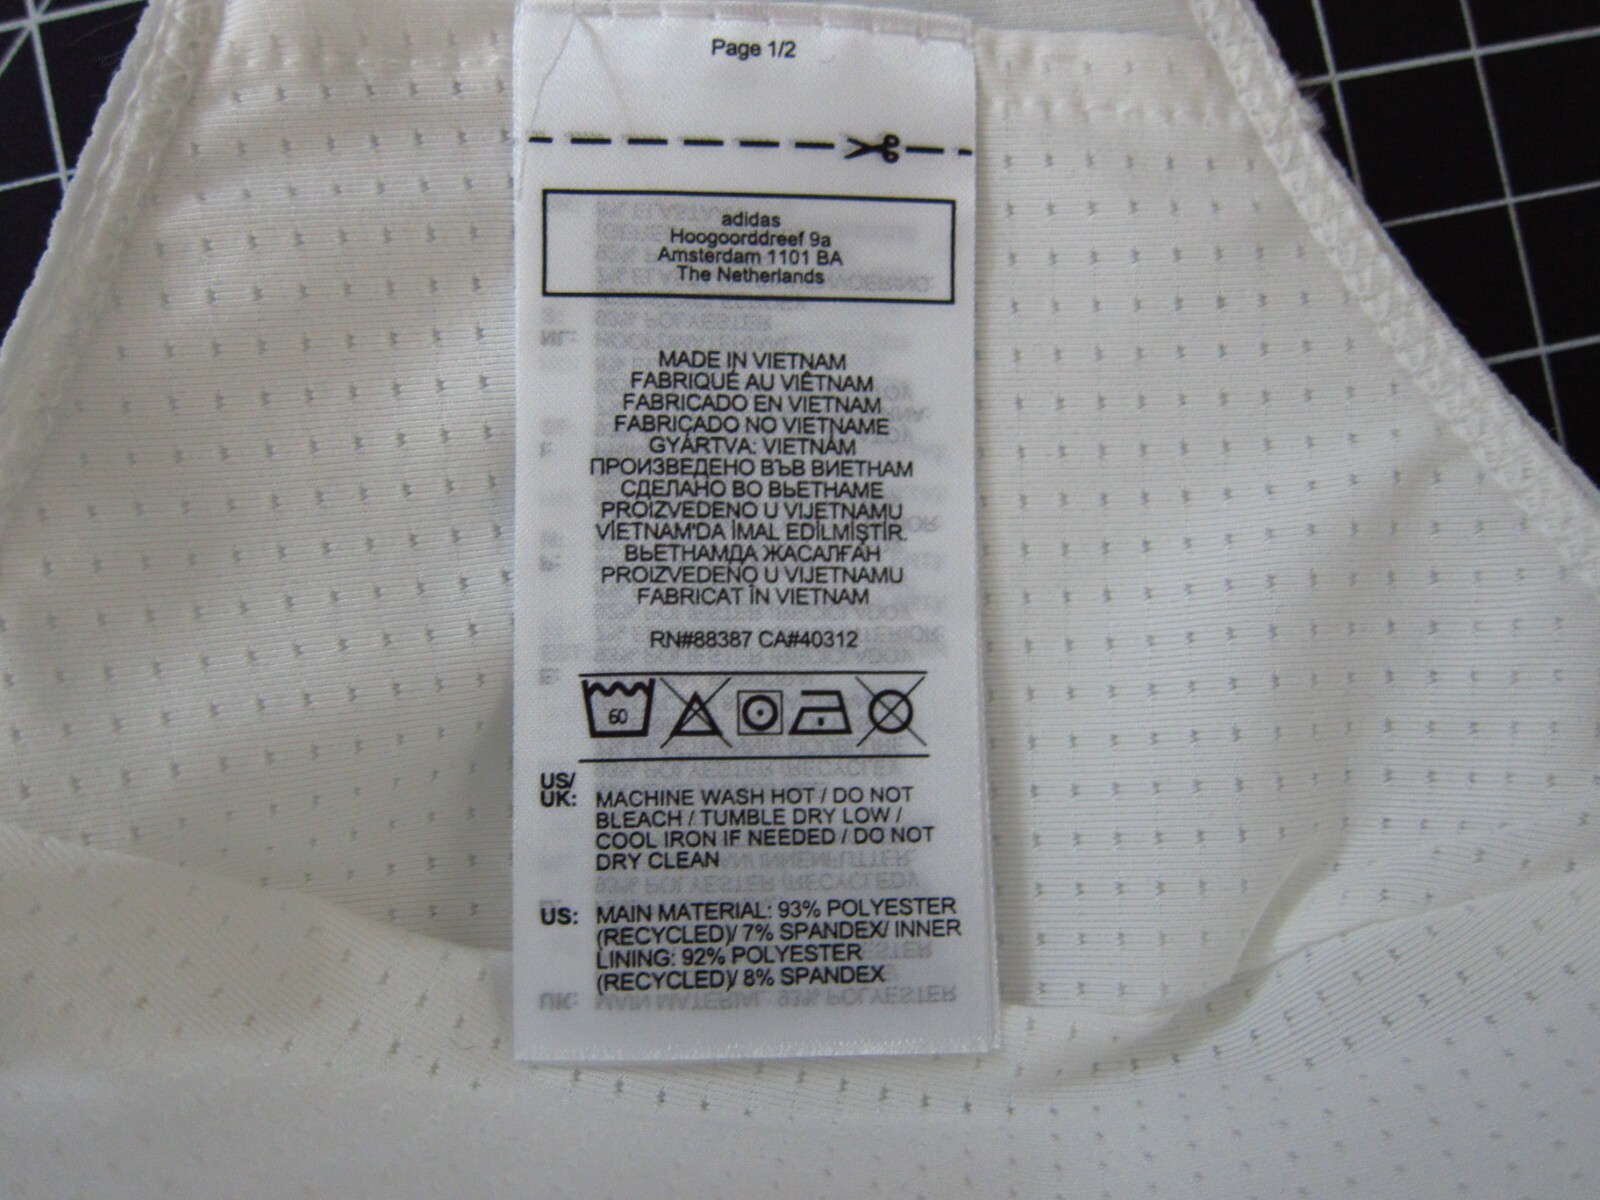 Page 1/2
adidas
Hoogoorddreef 9a
Amsterdam 1101 BA
The Netherlands
MADE IN VIETNAM
FABRIQUÉ AU VIÊTNAM
FABRICADO EN VIETNAM
FABRICADO NO VIETNAME
GYÁRTVA: VIETNÁM
ПРОИЗВЕДЕНО ВЪВ ВИЕТНАМ
СДЕЛАНО ВО ВЬЕТНАМЕ
PROIZVEDENO U VIJETNAMU
VİETNAM'DA İMAL EDİLMİŞTİR.
ВЬЕТНАМДА ЖАСАЛҒАН
PROIZVEDENO U VIJETNAMU
FABRICAT ÎN VIETNAM
RN#88387 CA#40312
60
US/
UK: MACHINE WASH HOT / DO NOT
BLEACH / TUMBLE DRY LOW /
COOL IRON IF NEEDED / DO NOT
DRY CLEAN
US: MAIN MATERIAL: 93% POLYESTER
(RECYCLED)/ 7% SPANDEX/ INNER
LINING: 92% POLYESTER
(RECYCLED)/ 8% SPANDEX